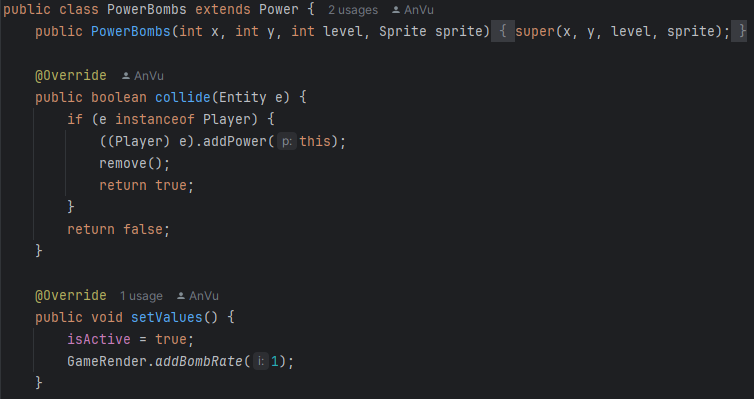 public class PowerBombs extends Power { 2 usages AnVu
public PowerBombs(int x, int y, int level, Sprite sprite) { super(x, y, level, sprite); }
@Override AnVu
public boolean collide(Entity e) {
if (e instanceof Player) {
((Player) e).addPower( p: this);
remove();
return true;
}
return false;
}
@Override 1 usage AnVu
public void setValues() {
isActive = true;
GameRender.addBombRate( i: 1);
}